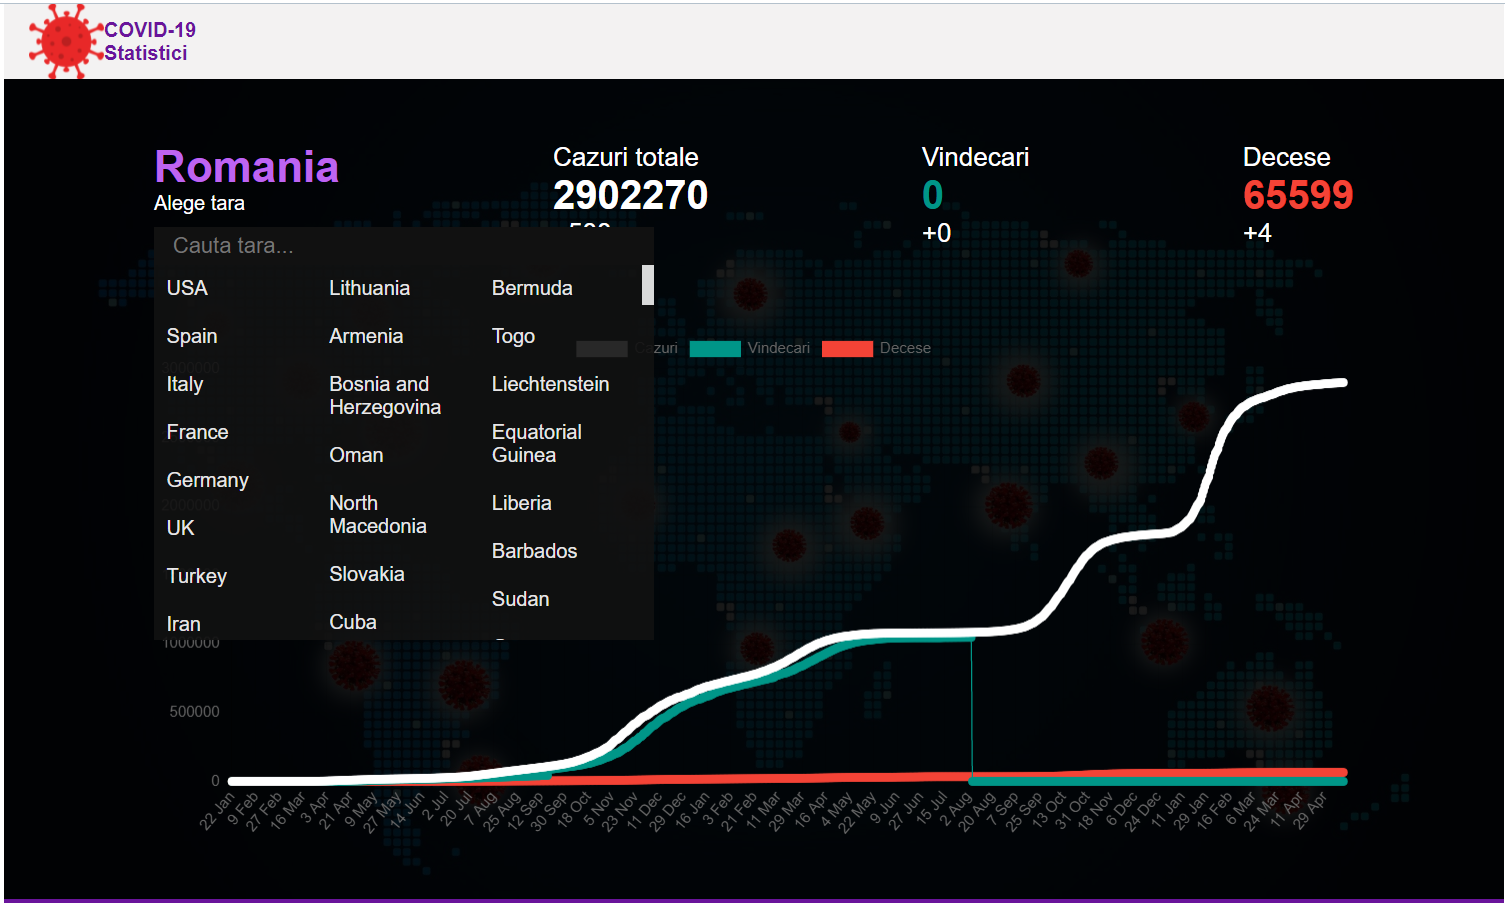 COVID-19
Statistici
Romania
Alege tara
Cazuri totale
2902270
Vindecari
0
+0
Decese
65599
+4
Cauta tara...
USA
Spain
Italy
France
Germany
UK
Turkey
Iran
Lithuania
Armenia
Bosnia and
Herzegovina
Oman
North
Macedonia
Slovakia
Cuba
Bermuda
Togo
Liechtenstein
Equatorial
Guinea
Liberia
Barbados
Sudan
Cazuri
Vindecari
Decese
3000000
2000000
1000000
500000
0
22 Jan
9 Feb
27 Feb
16 Mar
3 Apr
21 Apr
9 May
27 May
14 Jun
2 Jul
20 Jul
7 Aug
25 Aug
12 Sep
30 Sep
18 Oct
5 Nov
23 Nov
11 Dec
29 Dec
16 Jan
3 Feb
21 Feb
11 Mar
29 Mar
16 Apr
4 May
22 May
9 Jun
27 Jun
15 Jul
2 Aug
20 Aug
7 Sep
25 Sep
13 Oct
31 Oct
18 Nov
6 Dec
24 Dec
11 Jan
29 Jan
16 Feb
6 Mar
24 Mar
11 Apr
29 Apr